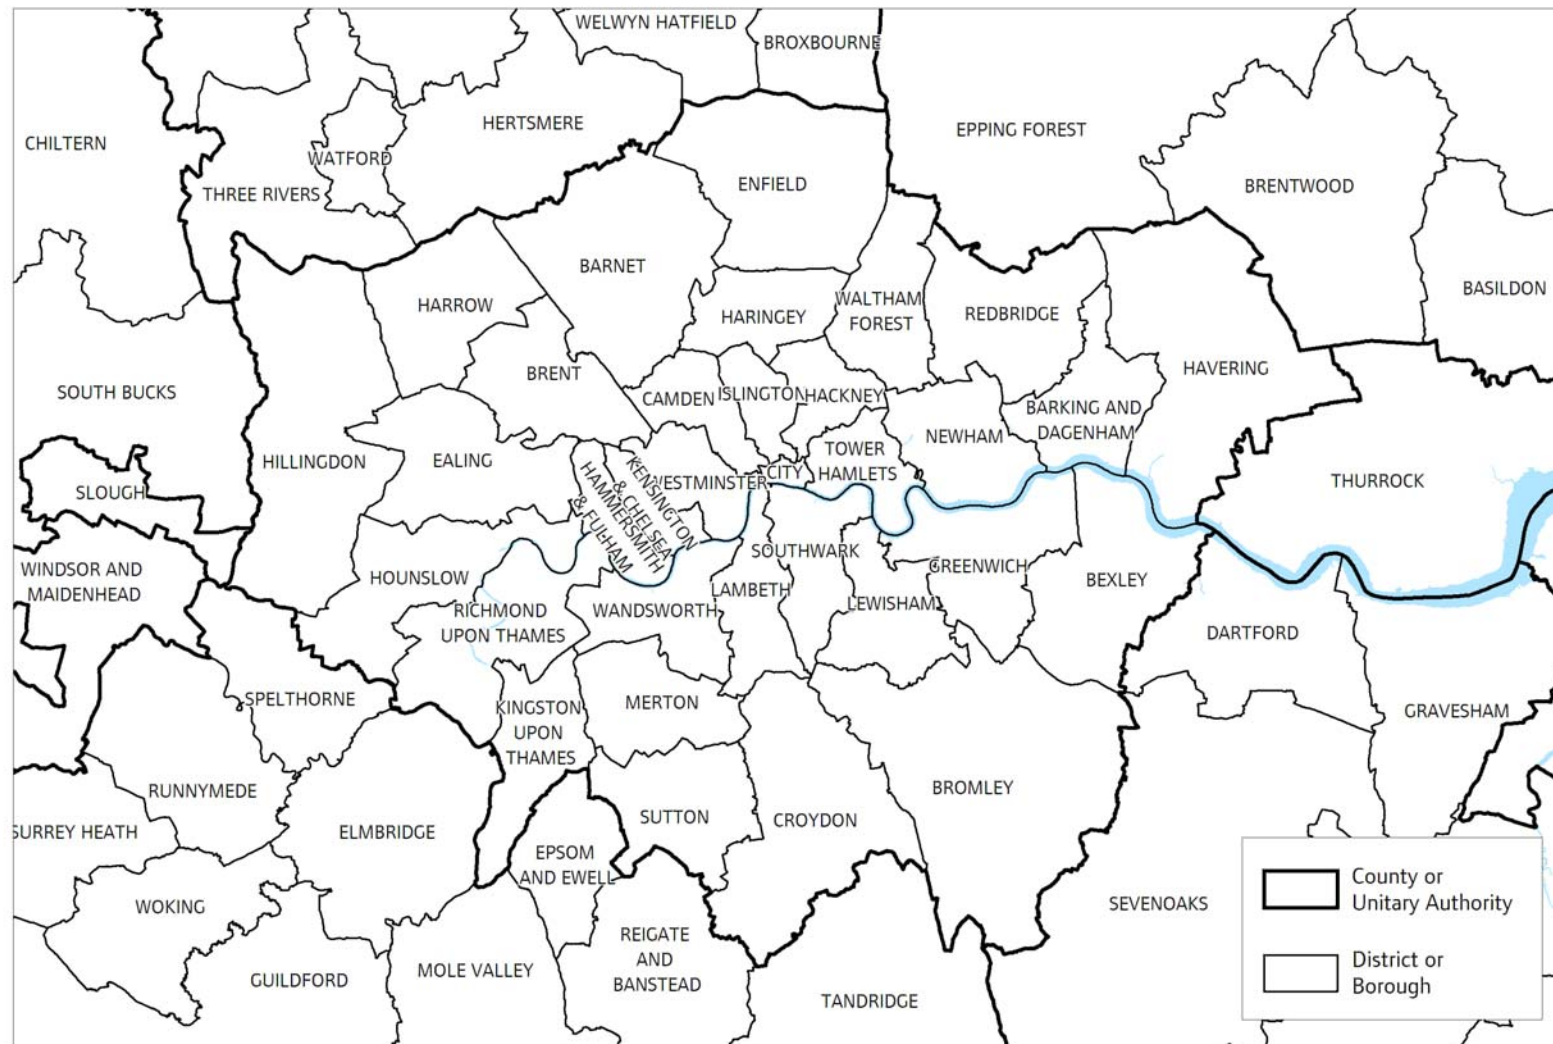 WELWYN HATFIELD
BROXBOURNE
CHILTERN
HERTSMERE
EPPING FOREST
WATFORD
THREE RIVERS
ENFIELD
BRENTWOOD
BARNET
HARROW
HARINGEY
WALTHAM
FOREST
REDBRIDGE
BASILDON
SOUTH BUCKS
BRENT
CAMDEN
ISLINGTON
HACKNEY
HAVERING
BARKING AND
DAGENHAM
HILLINGDON
EALING
NEWHAM
TOWER
HAMLETS
CITY
WESTMINSTER
KENSINGTON
& CHELSEA
HAMMERSMITH
& FULHAM
SLOUGH
THURROCK
WINDSOR AND
MAIDENHEAD
HOUNSLOW
SOUTHWARK
GREENWICH
BEXLEY
RICHMOND
UPON THAMES
WANDSWORTH
LAMBETH
LEWISHAM
DARTFORD
SPELTHORNE
KINGSTON
UPON
THAMES
MERTON
GRAVESHAM
RUNNYMEDE
BROMLEY
SURREY HEATH
ELMBRIDGE
SUTTON
CROYDON
EPSOM
AND EWELL
WOKING
SEVENOAKS
REIGATE
AND
BANSTEAD
GUILDFORD
MOLE VALLEY
TANDRIDGE
County or
Unitary Authority
District or
Borough